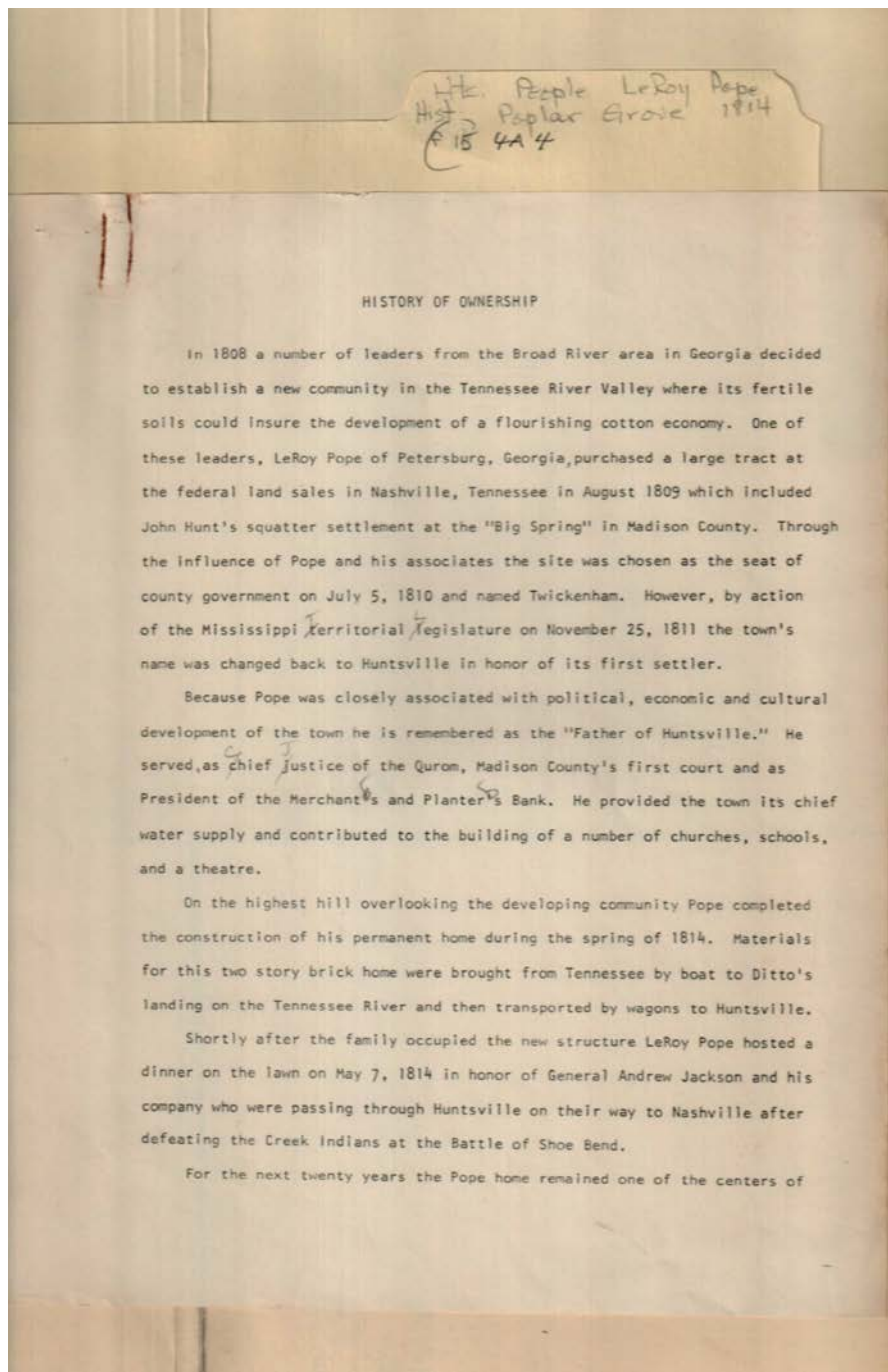 Hte. People LeRoy Pope
Hist. Poplar Grove 1814
F 15 4A4
HISTORY OF OWNERSHIP
In 1808 a number of leaders from the Broad River area in Georgia decided
to establish a new community in the Tennessee River Valley where its fertile
soils could insure the development of a flourishing cotton economy. One of
these leaders, LeRoy Pope of Petersburg, Georgia, purchased a large tract at
the federal land sales in Nashville, Tennessee in August 1809 which included
John Hunt's squatter settlement at the "Big Spring" in Madison County. Through
the influence of Pope and his associates the site was chosen as the seat of
county government on July 5, 1810 and named Twickenham. However, by action
of the Mississippi Territorial Legislature on November 25, 1811 the town's
name was changed back to Huntsville in honor of its first settler.
Because Pope was closely associated with political, economic and cultural
development of the town he is remembered as the "Father of Huntsville." He
served, as Chief Justice of the Qurom, Madison County's first court and as
President of the Merchants and Planters Bank. He provided the town its chief
water supply and contributed to the building of a number of churches, schools,
and a theatre.
On the highest hill overlooking the developing community Pope completed
the construction of his permanent home during the spring of 1814. Materials
for this two story brick home were brought from Tennessee by boat to Ditto's
landing on the Tennessee River and then transported by wagons to Huntsville.
Shortly after the family occupied the new structure LeRoy Pope hosted a
dinner on the lawn on May 7, 1814 in honor of General Andrew Jackson and his
company who were passing through Huntsville on their way to Nashville after
defeating the Creek Indians at the Battle of Shoe Bend.
For the next twenty years the Pope home remained one of the centers of